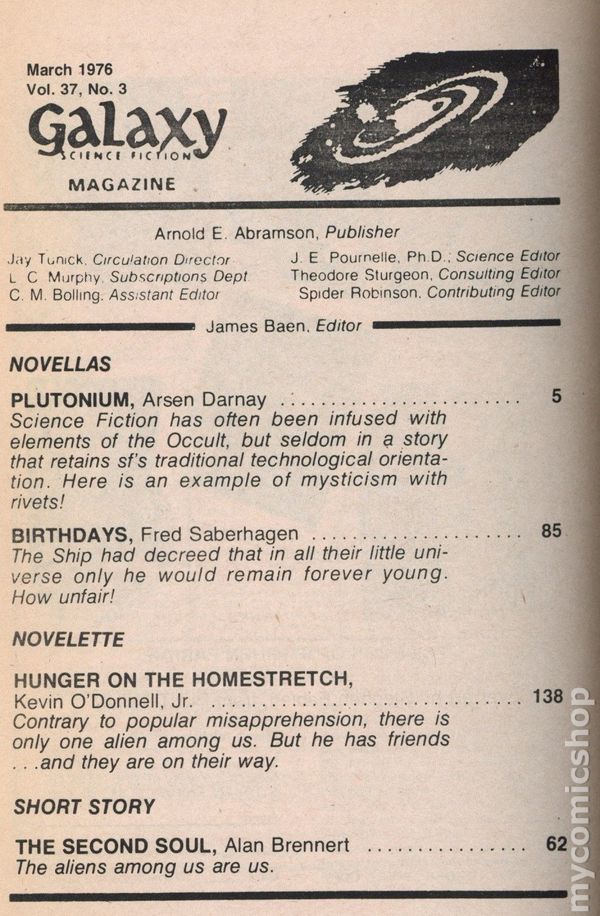 March 1976
Vol. 37, No. 3
Galaxy
SCIENCE FICTION
MAGAZINE
Arnold E. Abramson, Publisher
Jay Tunick, Circulation Director
J. E. Pournelle, Ph.D., Science Editor
L. C. Murphy, Subscriptions Dept.
Theodore Sturgeon, Consulting Editor
C. M. Bolling, Assistant Editor
Spider Robinson, Contributing Editor
James Baen, Editor
NOVELLAS
PLUTONIUM, Arsen Darnay ........................ 5
Science Fiction has often been infused with
elements of the Occult, but seldom in a story
that retains sf's traditional technological orienta-
tion. Here is an example of mysticism with
rivets!
BIRTHDAYS, Fred Saberhagen ..................... 85
The Ship had decreed that in all their little uni-
verse only he would remain forever young.
How unfair!
NOVELETTE
HUNGER ON THE HOMESTRETCH,
Kevin O'Donnell, Jr. ............................... 138
Contrary to popular misapprehension, there is
only one alien among us. But he has friends
...and they are on their way.
SHORT STORY
THE SECOND SOUL, Alan Brennert ................ 62
The aliens among us are us.
mycomicshop